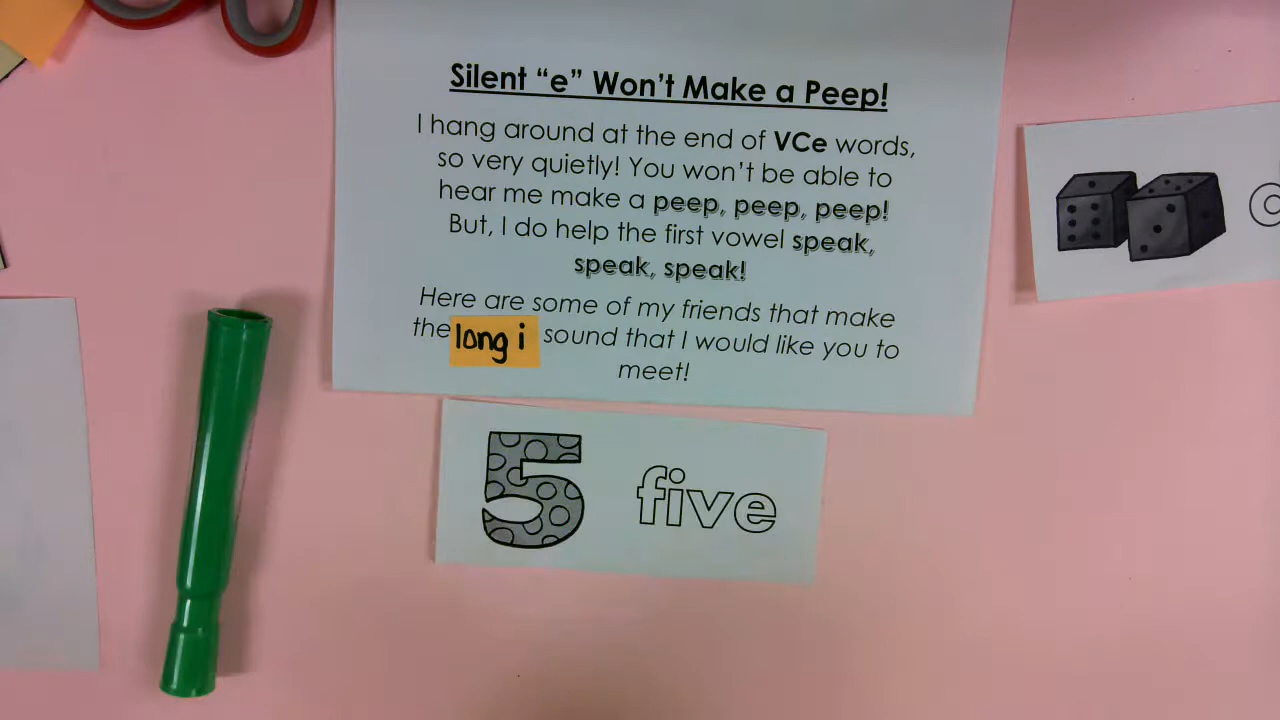 Silent “e” Won’t Make a Peep!
I hang around at the end of VCe words,
so very quietly! You won’t be able to
hear me make a peep, peep, peep!
But, I do help the first vowel speak,
speak, speak!
Here are some of my friends that make
the long i sound that I would like you to
meet!
5 five